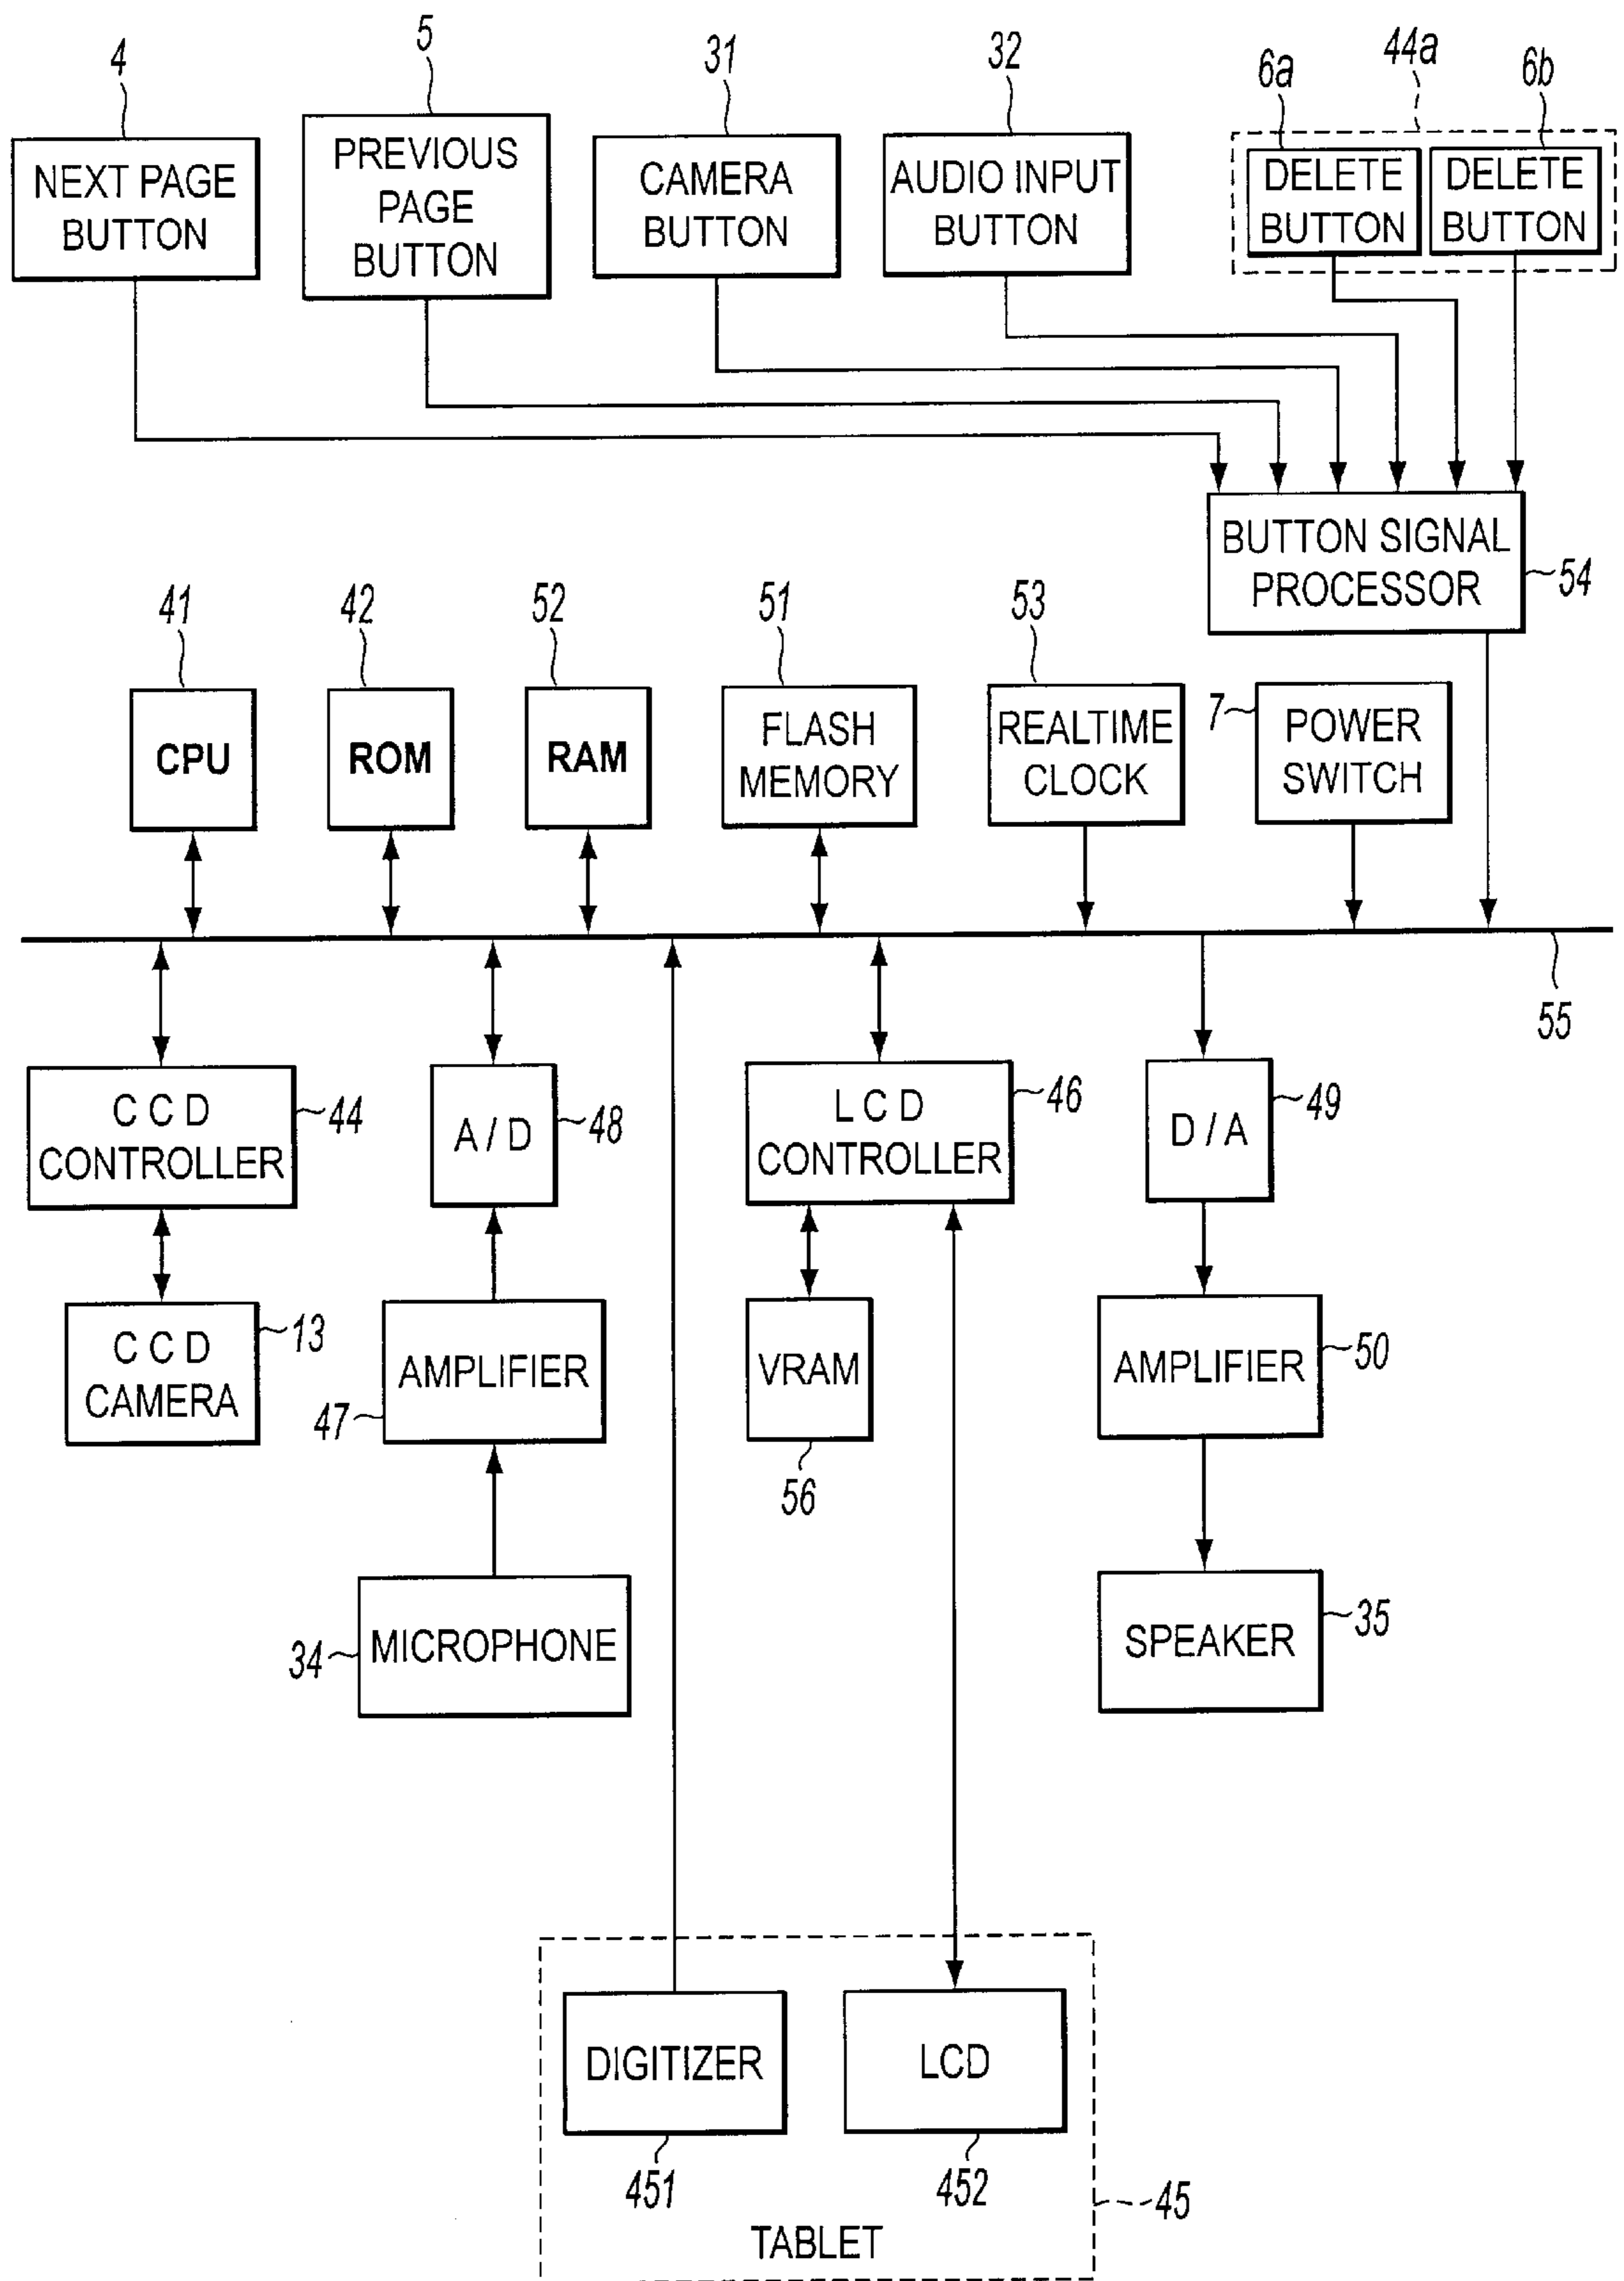 4
5
31
32
44a
6a
6b
NEXT PAGE
BUTTON
PREVIOUS
PAGE
BUTTON
CAMERA
BUTTON
AUDIO INPUT
BUTTON
DELETE
BUTTON
DELETE
BUTTON
BUTTON SIGNAL
PROCESSOR
54
41
42
52
51
53
7
CPU
ROM
RAM
FLASH
MEMORY
REALTIME
CLOCK
POWER
SWITCH
55
C C D
CONTROLLER
44
A / D
48
L C D
CONTROLLER
46
D / A
49
C C D
CAMERA
13
AMPLIFIER
47
VRAM
56
AMPLIFIER
50
MICROPHONE
34
SPEAKER
35
DIGITIZER
LCD
451
452
45
TABLET